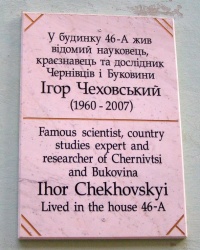 У будинку 46-А жив
відомий науковець,
краєзнавець та дослідник
Чернівців і Буковини
Ігор Чеховський
(1960 - 2007)
Famous scientist, country
studies expert and
researcher of Chernivtsi
and Bukovina
Ihor Chekhovskyi
Lived in the house 46-A